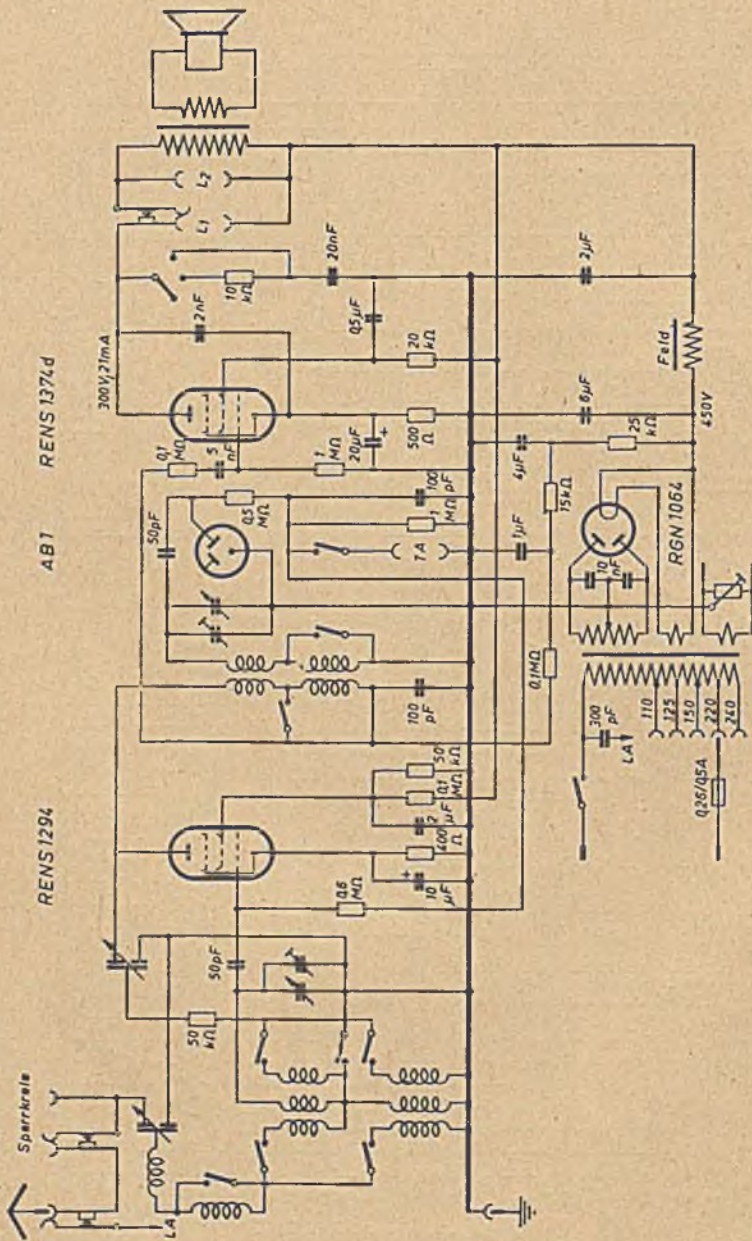 Sperrkreis
LA
50
kΩ
RENS 1294
50pF
0,6
MΩ
10
µF
400
Ω
2
µF
0,1
MΩ
50
kΩ
100
pF
AB1
50pF
0,5
MΩ
TA
1
MΩ
100
pF
1µF
0,1MΩ
RENS 1374d
300V, 21mA
0,1
MΩ
5
nF
1
MΩ
20µF
500
Ω
2nF
10
kΩ
0,5µF
20
kΩ
20nF
L1
L2
15kΩ
4µF
25
kΩ
6µF
2µF
Feld
450V
RGN 1064
10
nF
300
pF
LA
110
125
150
220
240
0,26/0,5A